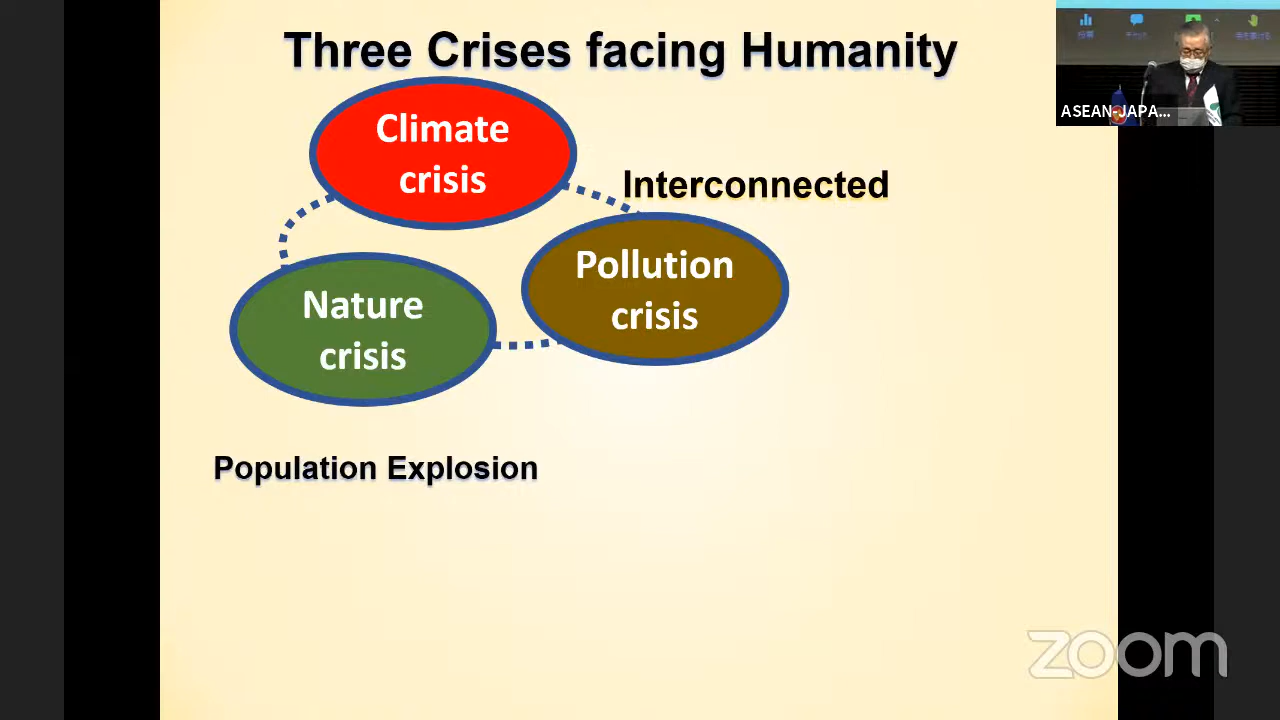 Three Crises facing Humanity
Climate
crisis
Interconnected
Pollution
crisis
Nature
crisis
Population Explosion
ASEAN-JAPA...
zoom